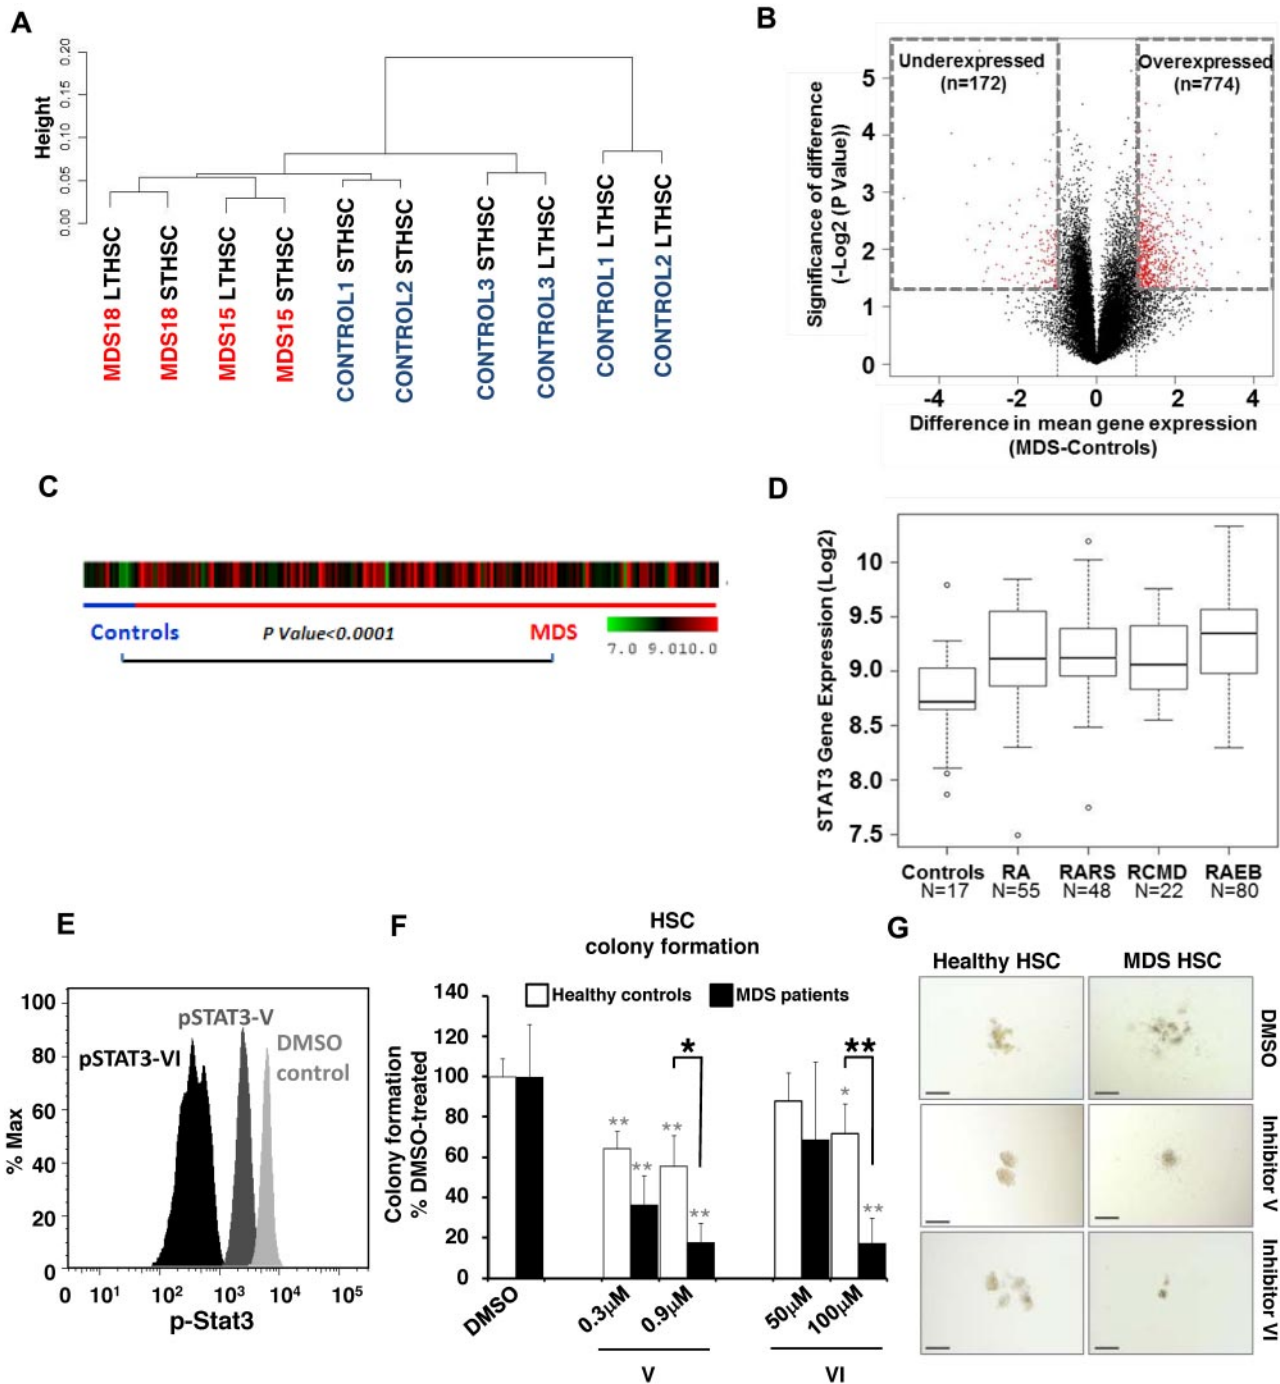 A
Height
0.20
0.15
0.10
0.05
0.00
MDS18 LTHSC
MDS18 STHSC
MDS15 LTHSC
MDS15 STHSC
CONTROL1 STHSC
CONTROL2 STHSC
CONTROL3 STHSC
CONTROL3 LTHSC
CONTROL1 LTHSC
CONTROL2 LTHSC
B
Underexpressed
(n=172)
Overexpressed
(n=774)
Significance of difference
(-Log2 (P Value))
5
4
3
2
1
0
-4 -2 0 2 4
Difference in mean gene expression
(MDS-Controls)
C
Controls
P Value<0.0001
MDS
7.0 9.010.0
D
STAT3 Gene Expression (Log2)
10
9.5
9.0
8.5
8.0
7.5
Controls RA RARS RCMD RAEB
N=17 N=55 N=48 N=22 N=80
E
% Max
100
80
60
40
20
0
pSTAT3-VI
pSTAT3-V
DMSO
control
0 10¹ 10² 10³ 10⁴ 10⁵
p-Stat3
F
HSC
colony formation
Healthy controls MDS patients
Colony formation
% DMSO-treated
140
120
100
80
60
40
20
0
**
**
**
**
*
*
**
**
DMSO
0.3µM
0.9µM
50µM
100µM
V
VI
G
Healthy HSC MDS HSC
DMSO
Inhibitor V
Inhibitor VI